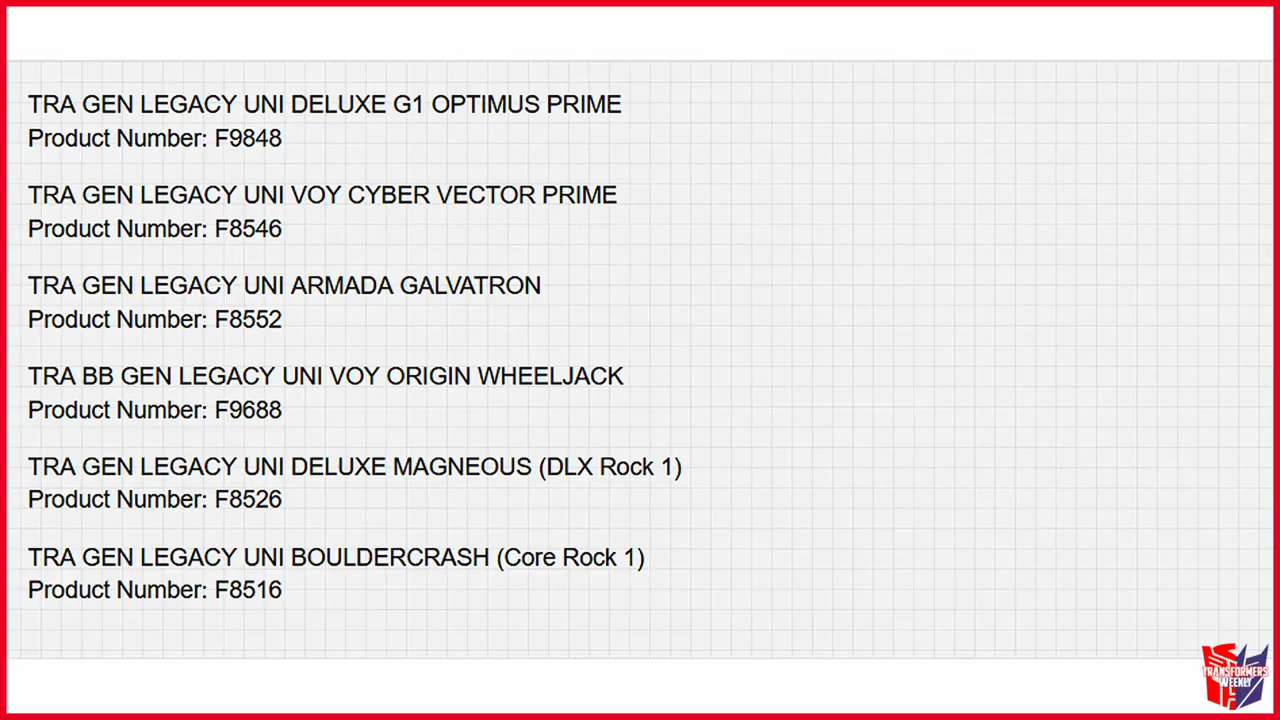 TRA GEN LEGACY UNI DELUXE G1 OPTIMUS PRIME
Product Number: F9848
TRA GEN LEGACY UNI VOY CYBER VECTOR PRIME
Product Number: F8546
TRA GEN LEGACY UNI ARMADA GALVATRON
Product Number: F8552
TRA BB GEN LEGACY UNI VOY ORIGIN WHEELJACK
Product Number: F9688
TRA GEN LEGACY UNI DELUXE MAGNEOUS (DLX Rock 1)
Product Number: F8526
TRA GEN LEGACY UNI BOULDERCRASH (Core Rock 1)
Product Number: F8516
TRANSFORMERS
WEEKLY